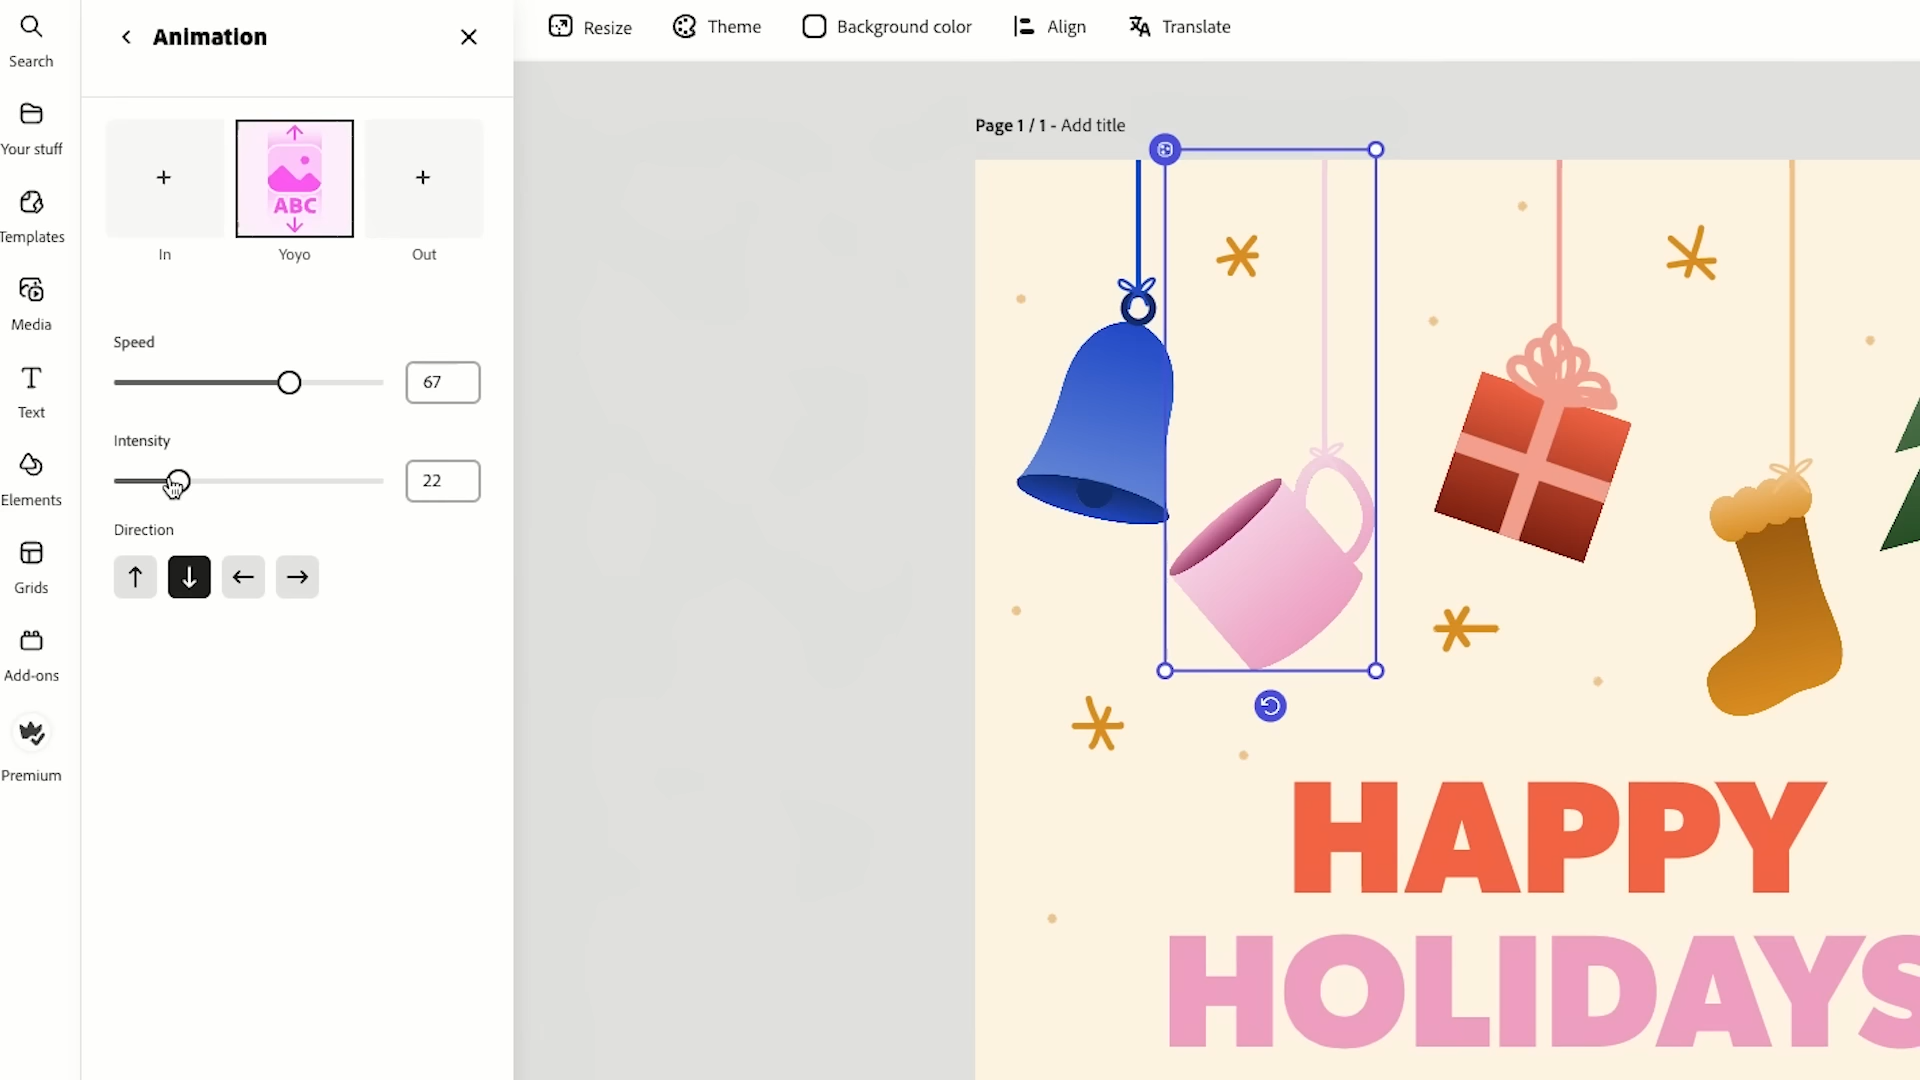 Search
Your stuff
Templates
Media
Text
Elements
Grids
Add-ons
Premium
Animation
ABC
In
Yoyo
Out
Speed
67
Intensity
22
Direction
Resize
Theme
Background color
Align
Translate
Page 1 / 1 - Add title
HAPPY
HOLIDAYS